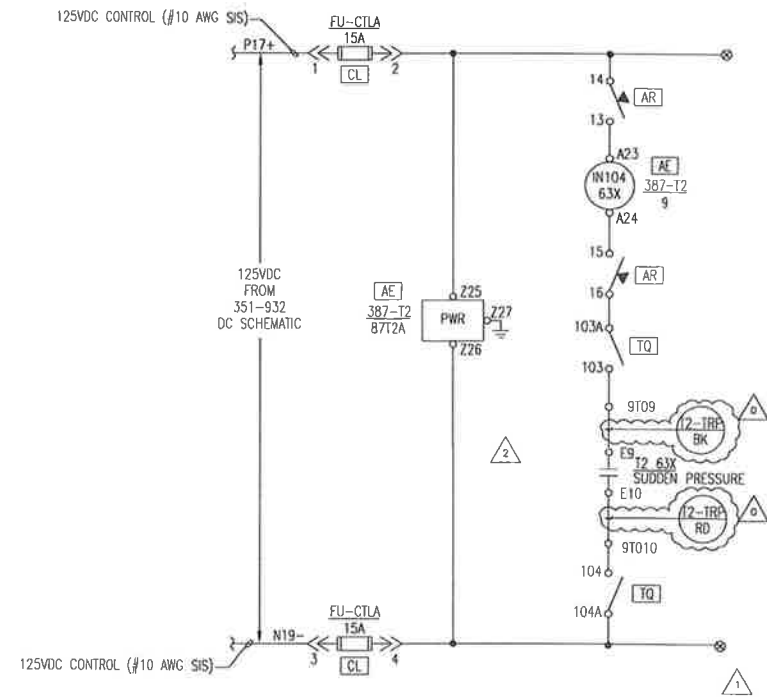 125VDC CONTROL (#10 AWG SIS)
P17+
FU-CTLA
15A
1
2
CL
14
AR
13
A23
IN104
63X
AE
387-T2
9
A24
15
AR
16
103A
TQ
103
125VDC
FROM
351-932
DC SCHEMATIC
AE
387-T2
87T2A
Z25
PWR
Z27
Z26
9T09
T2-TRP
BK
0
2
E9
T2 63X
SUDDEN PRESSURE
E10
T2-TRP
RD
0
9T010
104
TQ
104A
FU-CTLA
15A
N19-
3
4
CL
125VDC CONTROL (#10 AWG SIS)
1